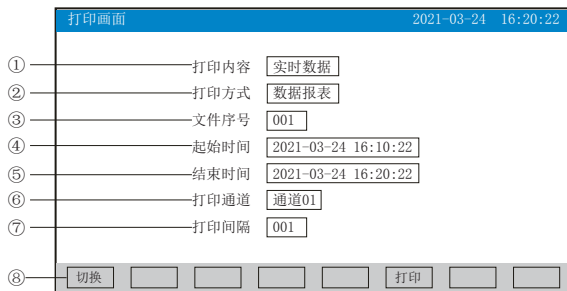 打印画面 2021-03-24 16:20:22
① 打印内容 实时数据
② 打印方式 数据报表
③ 文件序号 001
④ 起始时间 2021-03-24 16:10:22
⑤ 结束时间 2021-03-24 16:20:22
⑥ 打印通道 通道01
⑦ 打印间隔 001
⑧ 切换 打印